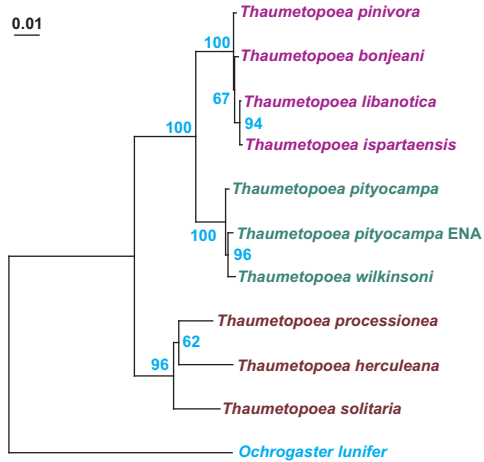 Thaumetopoea pinivora
0.01
100
Thaumetopoea bonjeani
67
Thaumetopoea libanotica
94
100
Thaumetopoea ispartaensis
Thaumetopoea pityocampa
100
Thaumetopoea pityocampa ENA
96
Thaumetopoea wilkinsoni
Thaumetopoea processionea
62
96
Thaumetopoea herculeana
Thaumetopoea solitaria
Ochrogaster lunifer